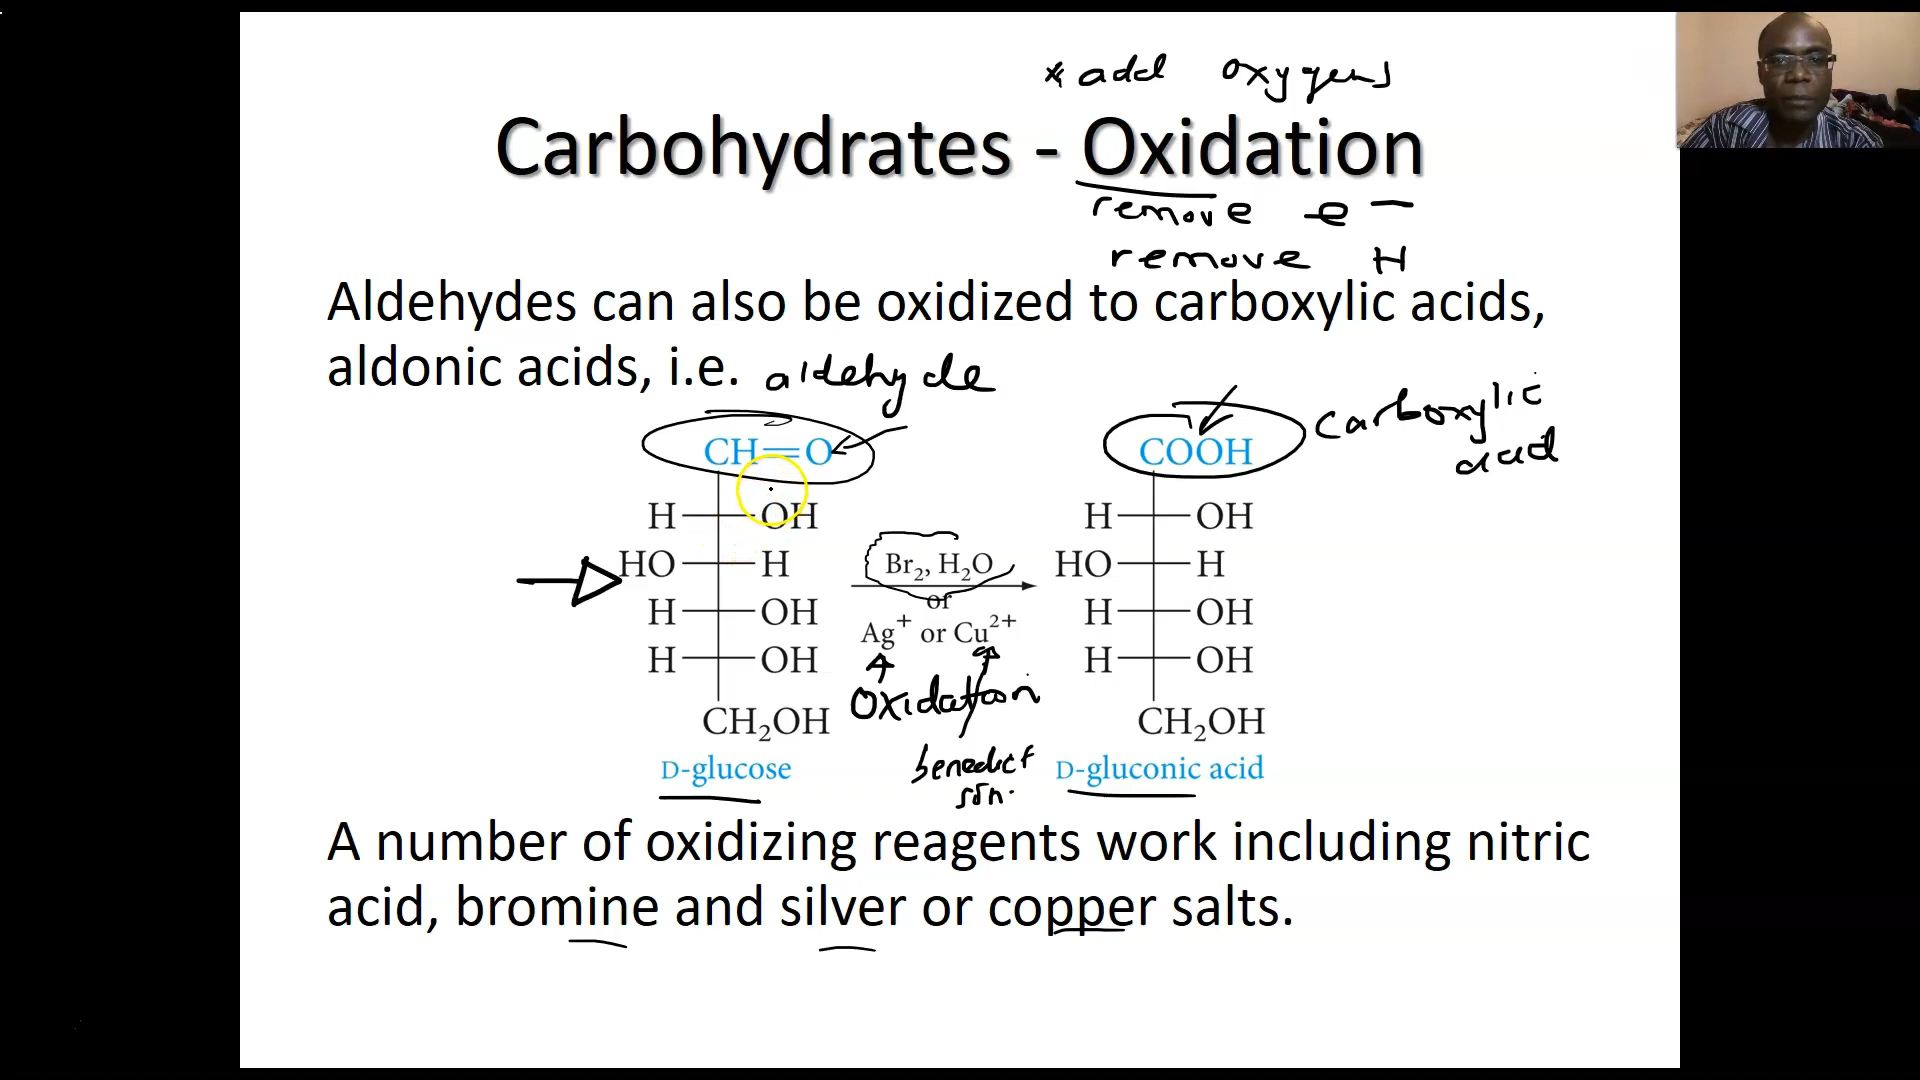 * add oxygens
Carbohydrates - Oxidation
remove e⁻
remove H
Aldehydes can also be oxidized to carboxylic acids,
aldonic acids, i.e. aldehyde
carboxylic
acid
CH=O
COOH
H OH
H OH
HO H
Br₂, H₂O
HO H
or
H OH
H OH
Ag⁺ or Cu²⁺
H OH
H OH
Oxidation
CH₂OH
CH₂OH
benedict
soln.
D-glucose
D-gluconic acid
A number of oxidizing reagents work including nitric
acid, bromine and silver or copper salts.